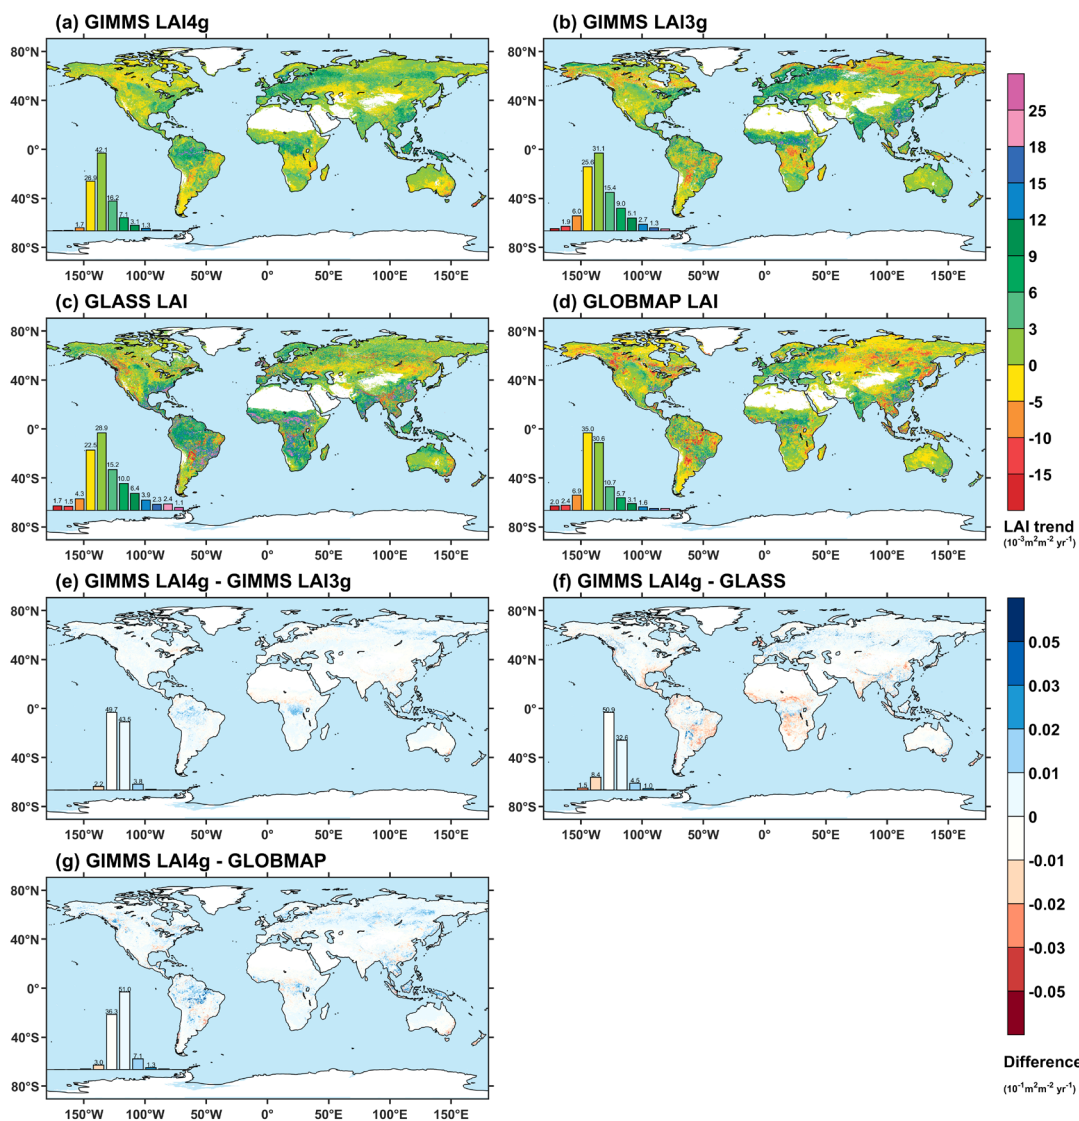 (a) GIMMS LAI4g
(b) GIMMS LAI3g
80°N
40°N
0°
40°S
80°S
42.1
26.9
16.2
7.1
3.1
1.7
1.3
150°W 100°W 50°W 0° 50°E 100°E 150°E
80°N
40°N
0°
40°S
80°S
31.1
25.6
15.4
9.0
6.0
5.1
2.7
1.9
1.3
150°W 100°W 50°W 0° 50°E 100°E 150°E
(c) GLASS LAI
(d) GLOBMAP LAI
80°N
40°N
0°
40°S
80°S
28.9
22.5
15.2
10.0
6.4
4.3
3.9
2.3
2.4
1.7
1.5
1.1
150°W 100°W 50°W 0° 50°E 100°E 150°E
80°N
40°N
0°
40°S
80°S
35.0
30.6
10.7
6.9
5.7
3.1
2.0
2.4
1.6
150°W 100°W 50°W 0° 50°E 100°E 150°E
25
18
15
12
9
6
3
0
-5
-10
-15
LAI trend
(10⁻³m²m⁻² yr⁻¹)
(e) GIMMS LAI4g - GIMMS LAI3g
(f) GIMMS LAI4g - GLASS
80°N
40°N
0°
40°S
80°S
49.7
43.5
2.2
3.8
150°W 100°W 50°W 0° 50°E 100°E 150°E
80°N
40°N
0°
40°S
80°S
50.9
32.6
8.4
4.5
1.5
1.0
150°W 100°W 50°W 0° 50°E 100°E 150°E
(g) GIMMS LAI4g - GLOBMAP
80°N
40°N
0°
40°S
80°S
51.0
36.3
7.1
3.0
1.3
150°W 100°W 50°W 0° 50°E 100°E 150°E
0.05
0.03
0.02
0.01
0
-0.01
-0.02
-0.03
-0.05
Difference
(10⁻¹m²m⁻² yr⁻¹)